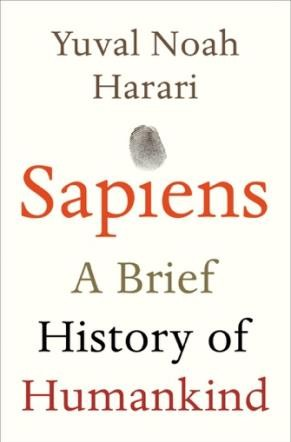 Yuval Noah
Harari
Sapiens
A Brief
History of
Humankind